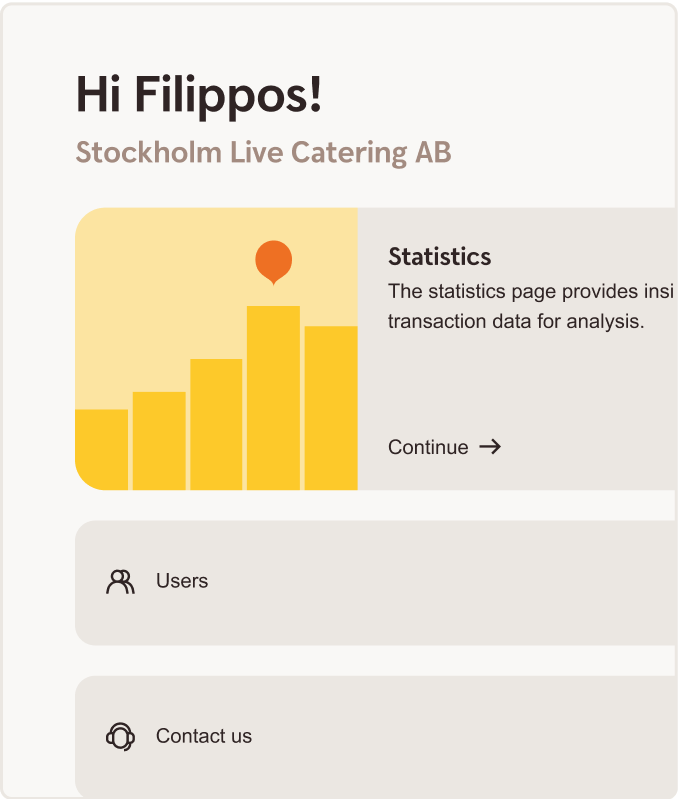 Hi Filippos!
Stockholm Live Catering AB
Statistics
The statistics page provides insi
transaction data for analysis.
Continue
Users
Contact us